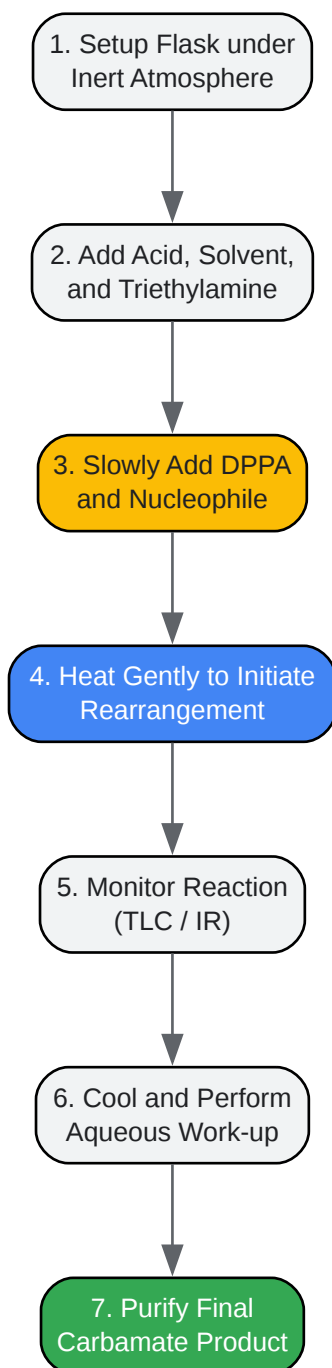 1. Setup Flask under
Inert Atmosphere
2. Add Acid, Solvent,
and Triethylamine
3. Slowly Add DPPA
and Nucleophile
4. Heat Gently to Initiate
Rearrangement
5. Monitor Reaction
(TLC / IR)
6. Cool and Perform
Aqueous Work-up
7. Purify Final
Carbamate Product